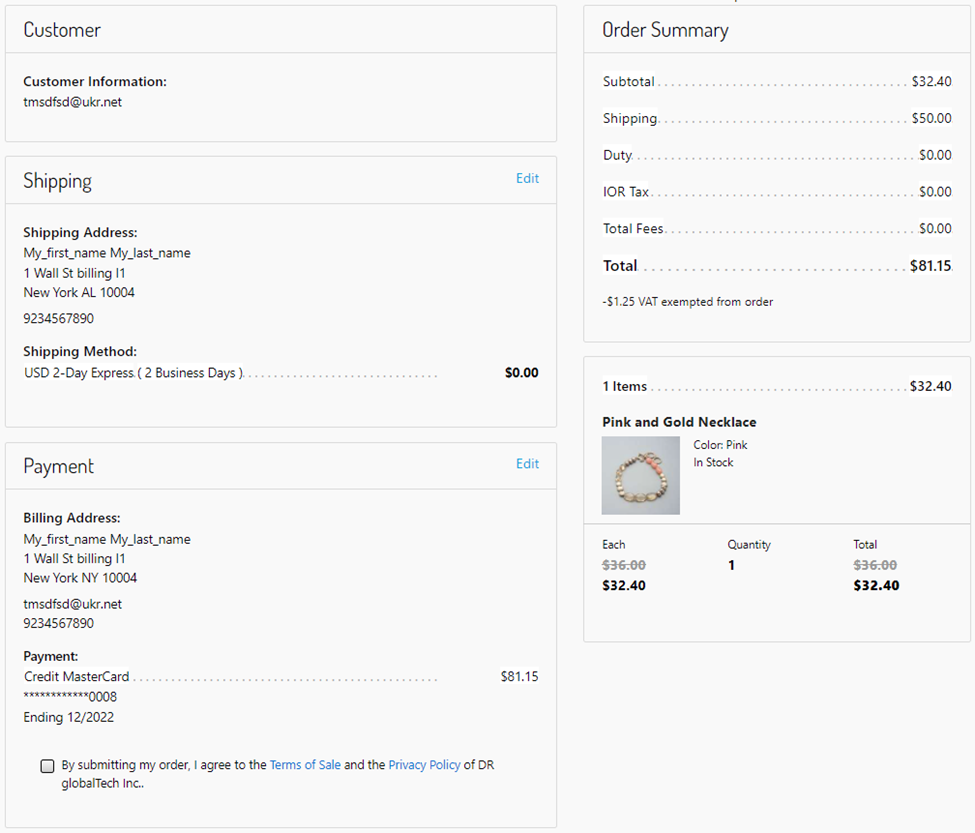 Customer
Customer Information:
tmsdfsd@ukr.net
Shipping
Edit
Shipping Address:
My_first_name My_last_name
1 Wall St billing l1
New York AL 10004
9234567890
Shipping Method:
USD 2-Day Express ( 2 Business Days ) $0.00
Payment
Edit
Billing Address:
My_first_name My_last_name
1 Wall St billing l1
New York NY 10004
tmsdfsd@ukr.net
9234567890
Payment:
Credit MasterCard $81.15
************0008
Ending 12/2022
By submitting my order, I agree to the Terms of Sale and the Privacy Policy of DR
globalTech Inc..
Order Summary
Subtotal $32.40
Shipping $50.00
Duty $0.00
IOR Tax $0.00
Total Fees $0.00
Total $81.15
-$1.25 VAT exempted from order
1 Items $32.40
Pink and Gold Necklace
Color: Pink
In Stock
Each Quantity Total
$36.00 1 $36.00
$32.40 $32.40